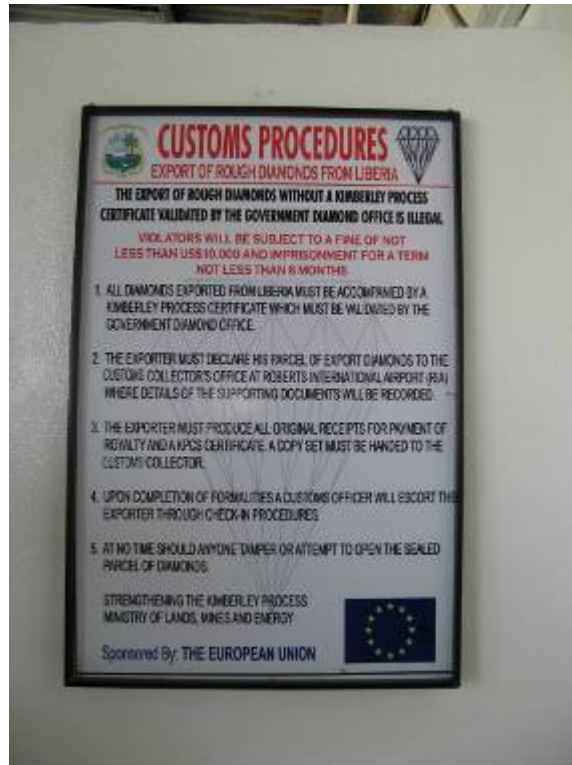 CUSTOMS PROCEDURES
EXPORT OF ROUGH DIAMONDS FROM LIBERIA
THE EXPORT OF ROUGH DIAMONDS WITHOUT A KIMBERLEY PROCESS
CERTIFICATE VALIDATED BY THE GOVERNMENT DIAMOND OFFICE IS ILLEGAL
VIOLATORS WILL BE SUBJECT TO A FINE OF NOT
LESS THAN US$10,000 AND IMPRISONMENT FOR A TERM
NOT LESS THAN 6 MONTHS
1. ALL DIAMONDS EXPORTED FROM LIBERIA MUST BE ACCOMPANIED BY A
KIMBERLEY PROCESS CERTIFICATE WHICH MUST BE VALIDATED BY THE
GOVERNMENT DIAMOND OFFICE.
2. THE EXPORTER MUST DECLARE HIS PARCEL OF EXPORT DIAMONDS TO THE
CUSTOMS COLLECTOR'S OFFICE AT ROBERTS INTERNATIONAL AIRPORT (RIA)
WHERE DETAILS OF THE SUPPORTING DOCUMENTS WILL BE RECORDED.
3. THE EXPORTER MUST PRODUCE ALL ORIGINAL RECEIPTS FOR PAYMENT OF
ROYALTY AND A KPCS CERTIFICATE. A COPY SET MUST BE HANDED TO THE
CUSTOMS COLLECTOR.
4. UPON COMPLETION OF FORMALITIES A CUSTOMS OFFICER WILL ESCORT THE
EXPORTER THROUGH CHECK-IN PROCEDURES.
5. AT NO TIME SHOULD ANYONE TAMPER OR ATTEMPT TO OPEN THE SEALED
PARCEL OF DIAMONDS.
STRENGTHENING THE KIMBERLEY PROCESS
MINISTRY OF LANDS, MINES AND ENERGY
Sponsored By: THE EUROPEAN UNION